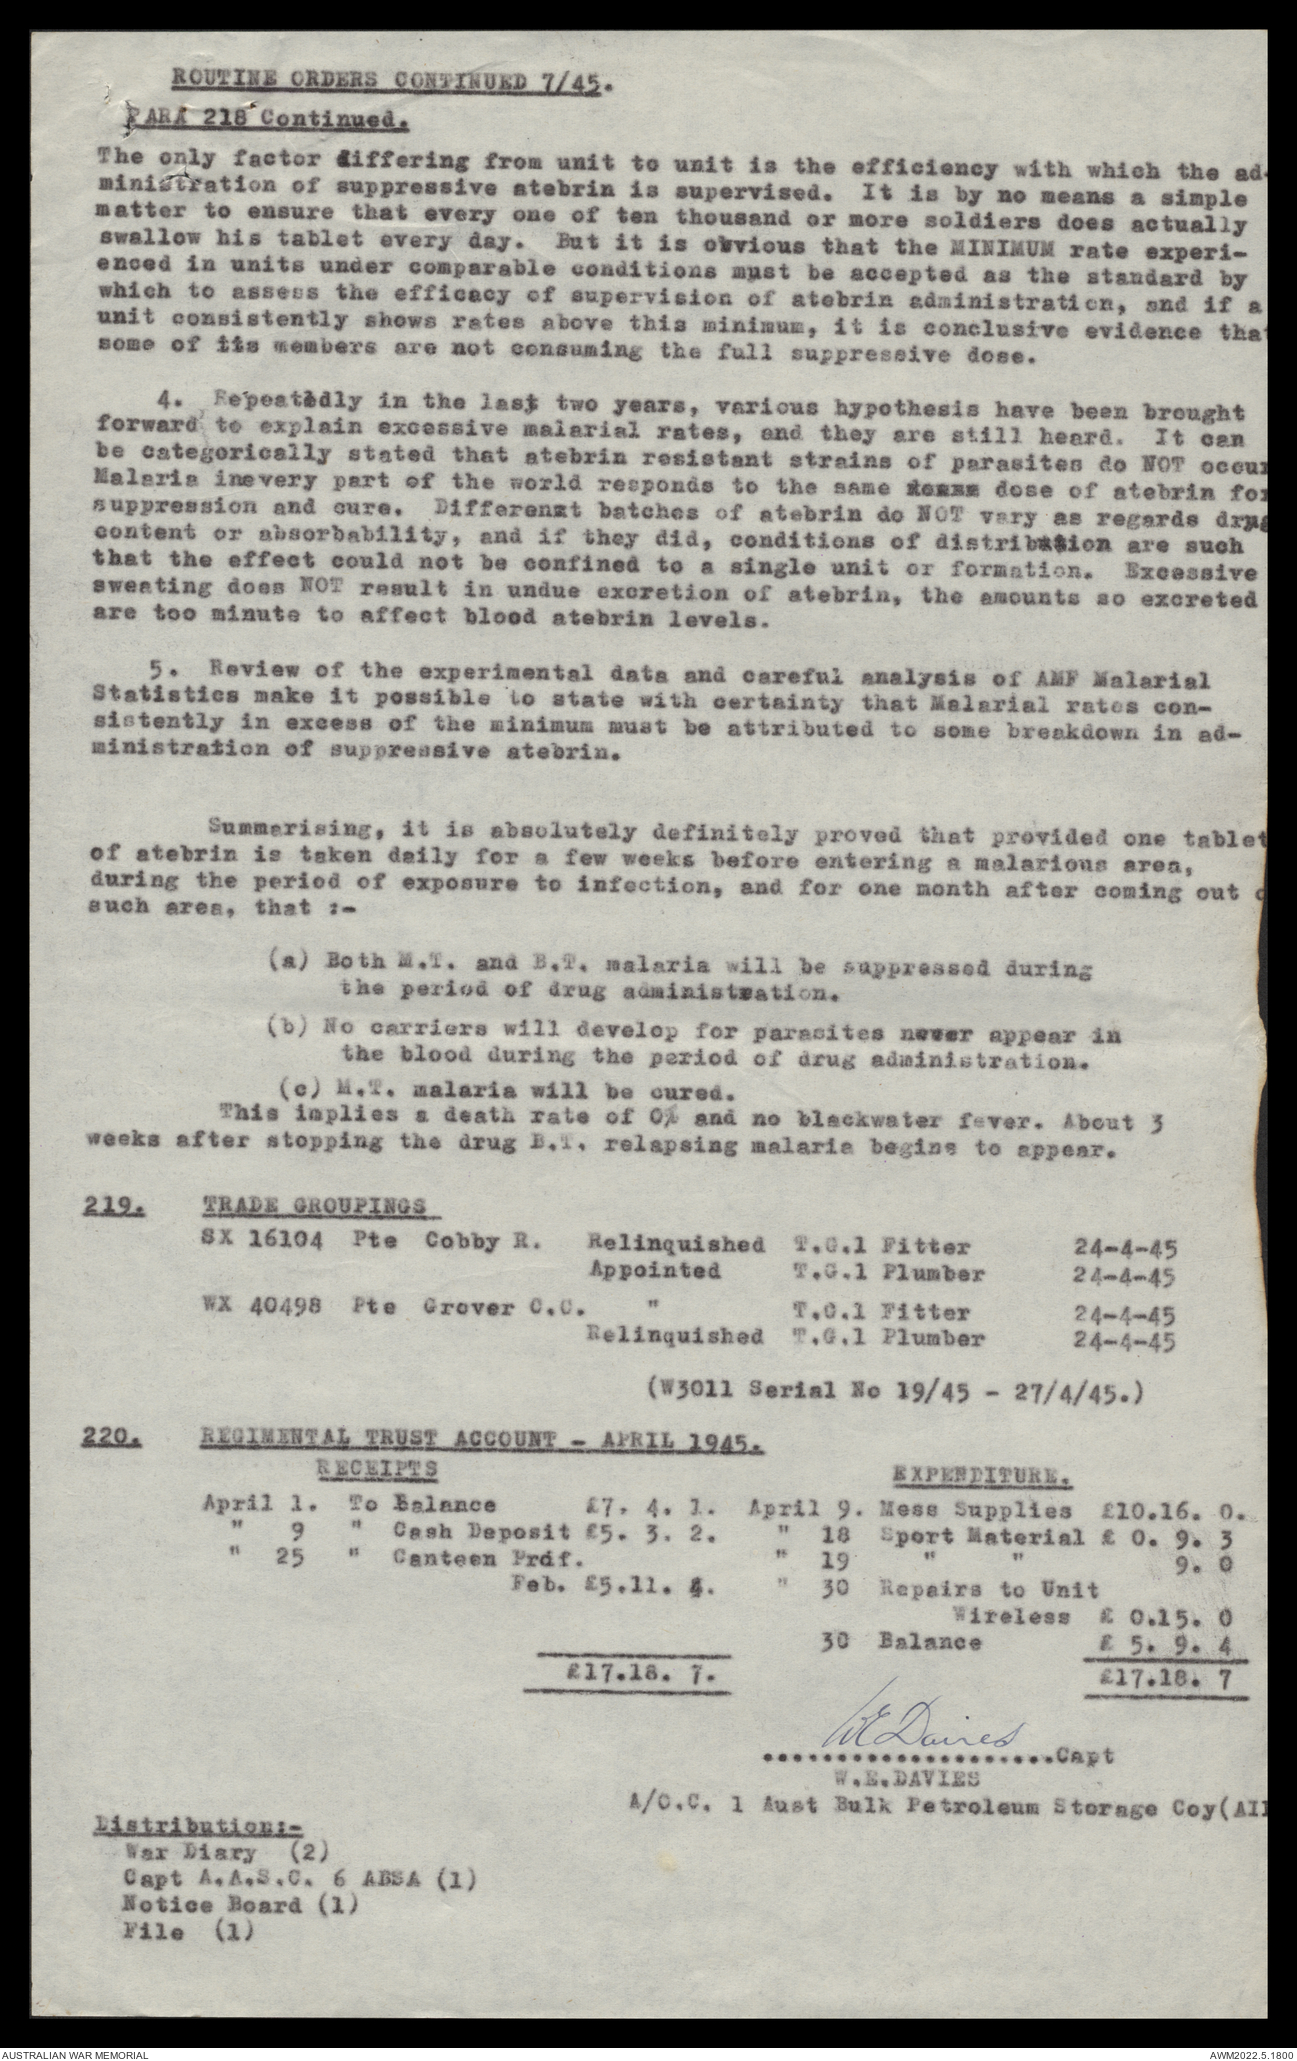 ROUTINE ORDERS CONTINUED 7/45.
PARA 218 Continued.
The only factor differing from unit to unit is the efficiency with which the ad-
ministration of suppressive atebrin is supervised. It is by no means a simple
matter to ensure that every one of ten thousand or more soldiers does actually
swallow his tablet every day. But it is obvious that the MINIMUM rate experi-
enced in units under comparable conditions must be accepted as the standard by
which to assess the efficacy of supervision of atebrin administration, and if a
unit consistently shows rates above this minimum, it is conclusive evidence that
some of its members are not consuming the full suppressive dose.
4. Repeatedly in the last two years, various hypothesis have been brought
forward to explain excessive malarial rates, and they are still heard. It can
be categorically stated that atebrin resistant strains of parasites do NOT occur
Malaria inevery part of the world responds to the same dose of atebrin for
suppression and cure. Different batches of atebrin do NOT vary as regards drug
content or absorbability, and if they did, conditions of distribution are such
that the effect could not be confined to a single unit or formation. Excessive
sweating does NOT result in undue excretion of atebrin, the amounts so excreted
are too minute to affect blood atebrin levels.
5. Review of the experimental data and careful analysis of AMF Malarial
Statistics make it possible to state with certainty that Malarial rates con-
sistently in excess of the minimum must be attributed to some breakdown in ad-
ministration of suppressive atebrin.
Summarising, it is absolutely definitely proved that provided one tablet
of atebrin is taken daily for a few weeks before entering a malarious area,
during the period of exposure to infection, and for one month after coming out
such area, that :-
(a) Both M.T. and B.T. malaria will be suppressed during
the period of drug administration.
(b) No carriers will develop for parasites never appear in
the blood during the period of drug administration.
(c) M.T. malaria will be cured.
This implies a death rate of 0% and no blackwater fever. About 3
weeks after stopping the drug B.T. relapsing malaria begins to appear.
219. TRADE GROUPINGS
SX 16104 Pte Cobby R. Relinquished T.G.1 Fitter 24-4-45
Appointed T.G.1 Plumber 24-4-45
WX 40498 Pte Grover C.C. " T.G.1 Fitter 24-4-45
Relinquished T.G.1 Plumber 24-4-45
(W3011 Serial No 19/45 - 27/4/45.)
220. REGIMENTAL TRUST ACCOUNT - APRIL 1945.
RECEIPTS EXPENDITURE.
April 1. To Balance £7. 4. 1. April 9. Mess Supplies £10.16. 0.
" 9 " Cash Deposit £5. 3. 2. " 18 Sport Material £ 0. 9. 3
" 25 " Canteen Prof. " 19 " " 9. 0
Feb. £5.11. 4. " 30 Repairs to Unit
Wireless £ 0.15. 0
30 Balance £ 5. 9. 4
£17.18. 7. £17.18. 7
WEDavies
....................Capt
W.E.DAVIES
A/O.C. 1 Aust Bulk Petroleum Storage Coy(AI
Distribution:-
War Diary (2)
Capt A.A.S.C. 6 ABSA (1)
Notice Board (1)
File (1)
AUSTRALIAN WAR MEMORIAL AWM2022.5.1800